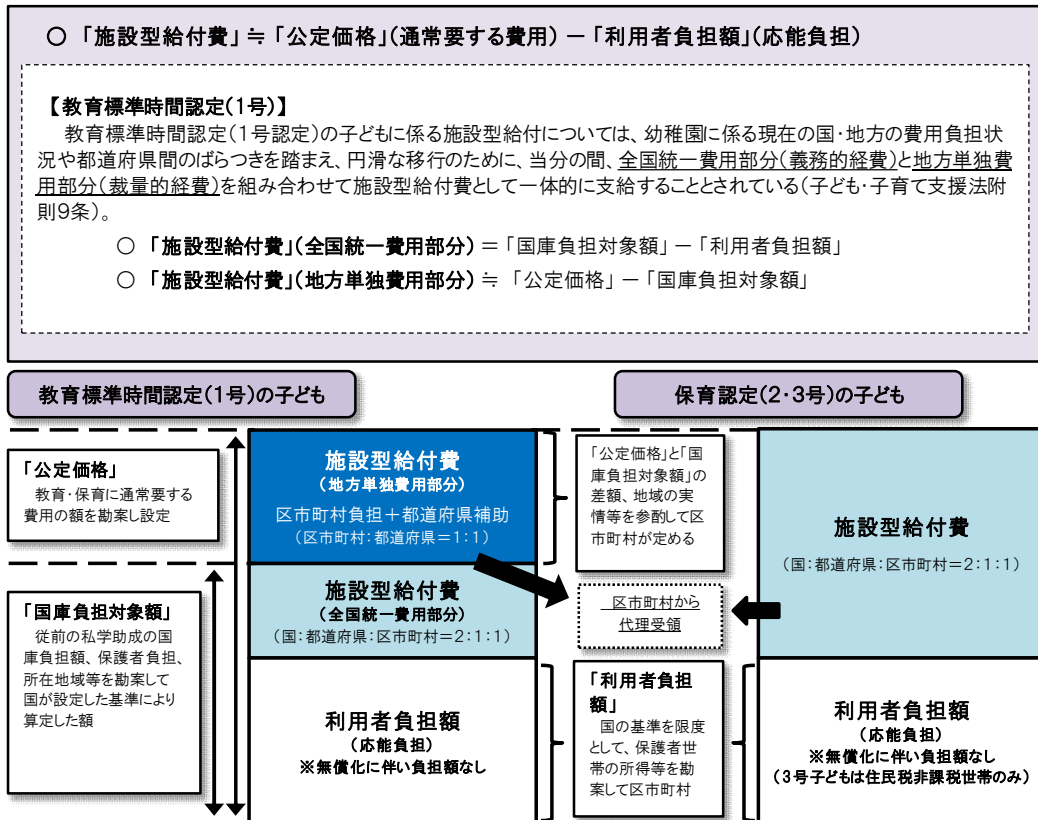 ○ 「施設型給付費」≒「公定価格」(通常要する費用) － 「利用者負担額」(応能負担)
【教育標準時間認定(1号)】
教育標準時間認定(1号認定)の子どもに係る施設型給付については、幼稚園に係る現在の国・地方の費用負担状
況や都道府県間のばらつきを踏まえ、円滑な移行のために、当分の間、全国統一費用部分(義務的経費)と地方単独費
用部分(裁量的経費)を組み合わせて施設型給付費として一体的に支給することとされている(子ども・子育て支援法附
則9条)。
○ 「施設型給付費」(全国統一費用部分) ＝「国庫負担対象額」－「利用者負担額」
○ 「施設型給付費」(地方単独費用部分) ≒ 「公定価格」－「国庫負担対象額」
教育標準時間認定(1号)の子ども
保育認定(2・3号)の子ども
「公定価格」
教育・保育に通常要する
費用の額を勘案し設定
「国庫負担対象額」
従前の私学助成の国
庫負担額、保護者負担、
所在地域等を勘案して
国が設定した基準により
算定した額
施設型給付費
(地方単独費用部分)
区市町村負担＋都道府県補助
(区市町村：都道府県＝1：1)
施設型給付費
(全国統一費用部分)
(国：都道府県：区市町村＝2：1：1)
利用者負担額
(応能負担)
※無償化に伴い負担額なし
「公定価格」と「国
庫負担対象額」の
差額、地域の実
情等を参酌して区
市町村が定める
区市町村から
代理受領
「利用者負担
額」
国の基準を限度
として、保護者世
帯の所得等を勘
案して区市町村
施設型給付費
(国：都道府県：区市町村＝2：1：1)
利用者負担額
(応能負担)
※無償化に伴い負担額なし
(3号子どもは住民税非課税世帯のみ)